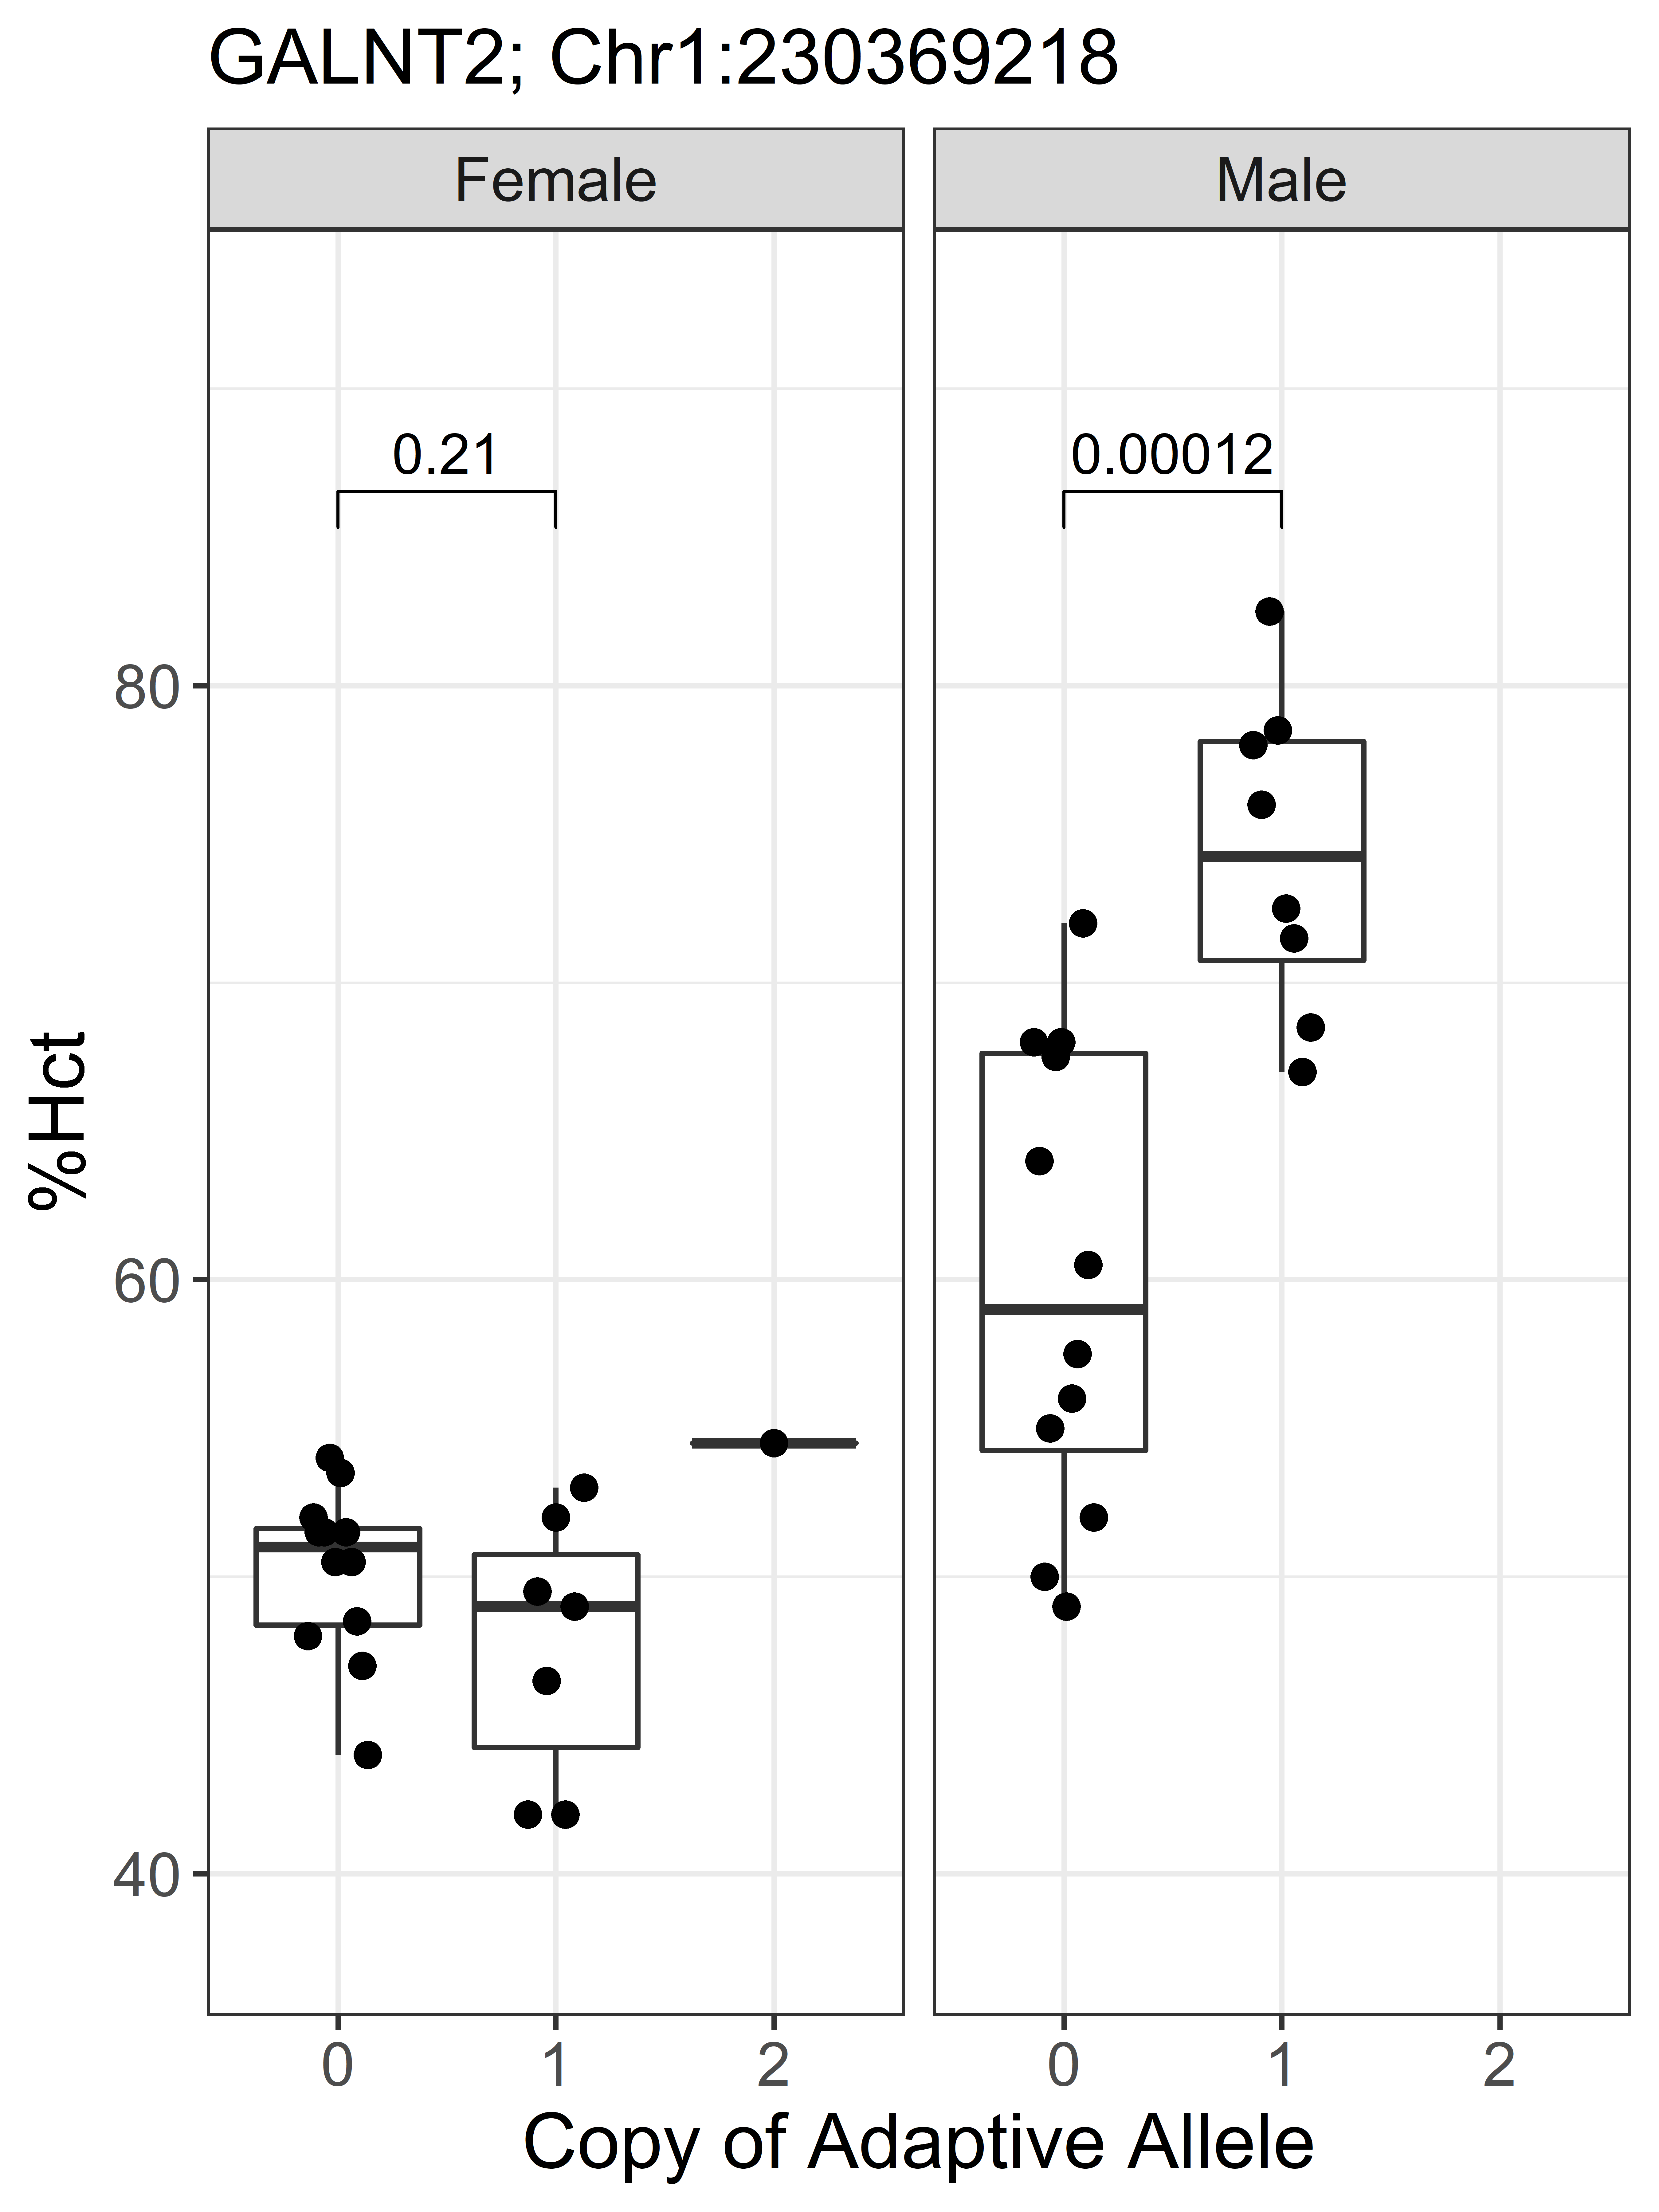 GALNT2; Chr1:230369218
Female Male
0.21 0.00012
80
60
40
%Hct
0 1 2 0 1 2
Copy of Adaptive Allele